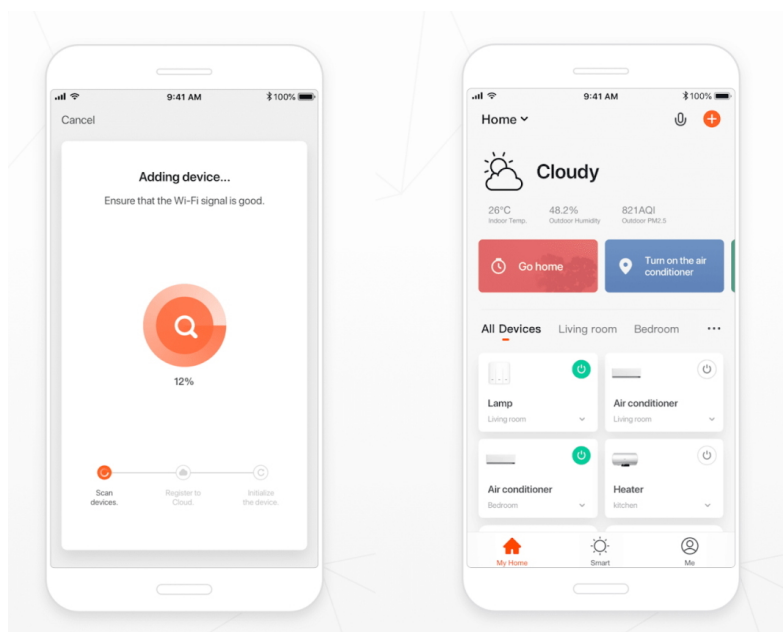 9:41 AM
100%
Cancel
Adding device...
Ensure that the Wi-Fi signal is good.
12%
Scan
devices.
Register to
Cloud.
Initialize
the device.
9:41 AM
100%
Home
Cloudy
26°C
48.2%
821AQI
Indoor Temp.
Outdoor Humidity
Outdoor PM2.5
Go home
Turn on the air
conditioner
All Devices
Living room
Bedroom
Lamp
Living room
Air conditioner
Living room
Air conditioner
Bedroom
Heater
kitchen
My Home
Smart
Me